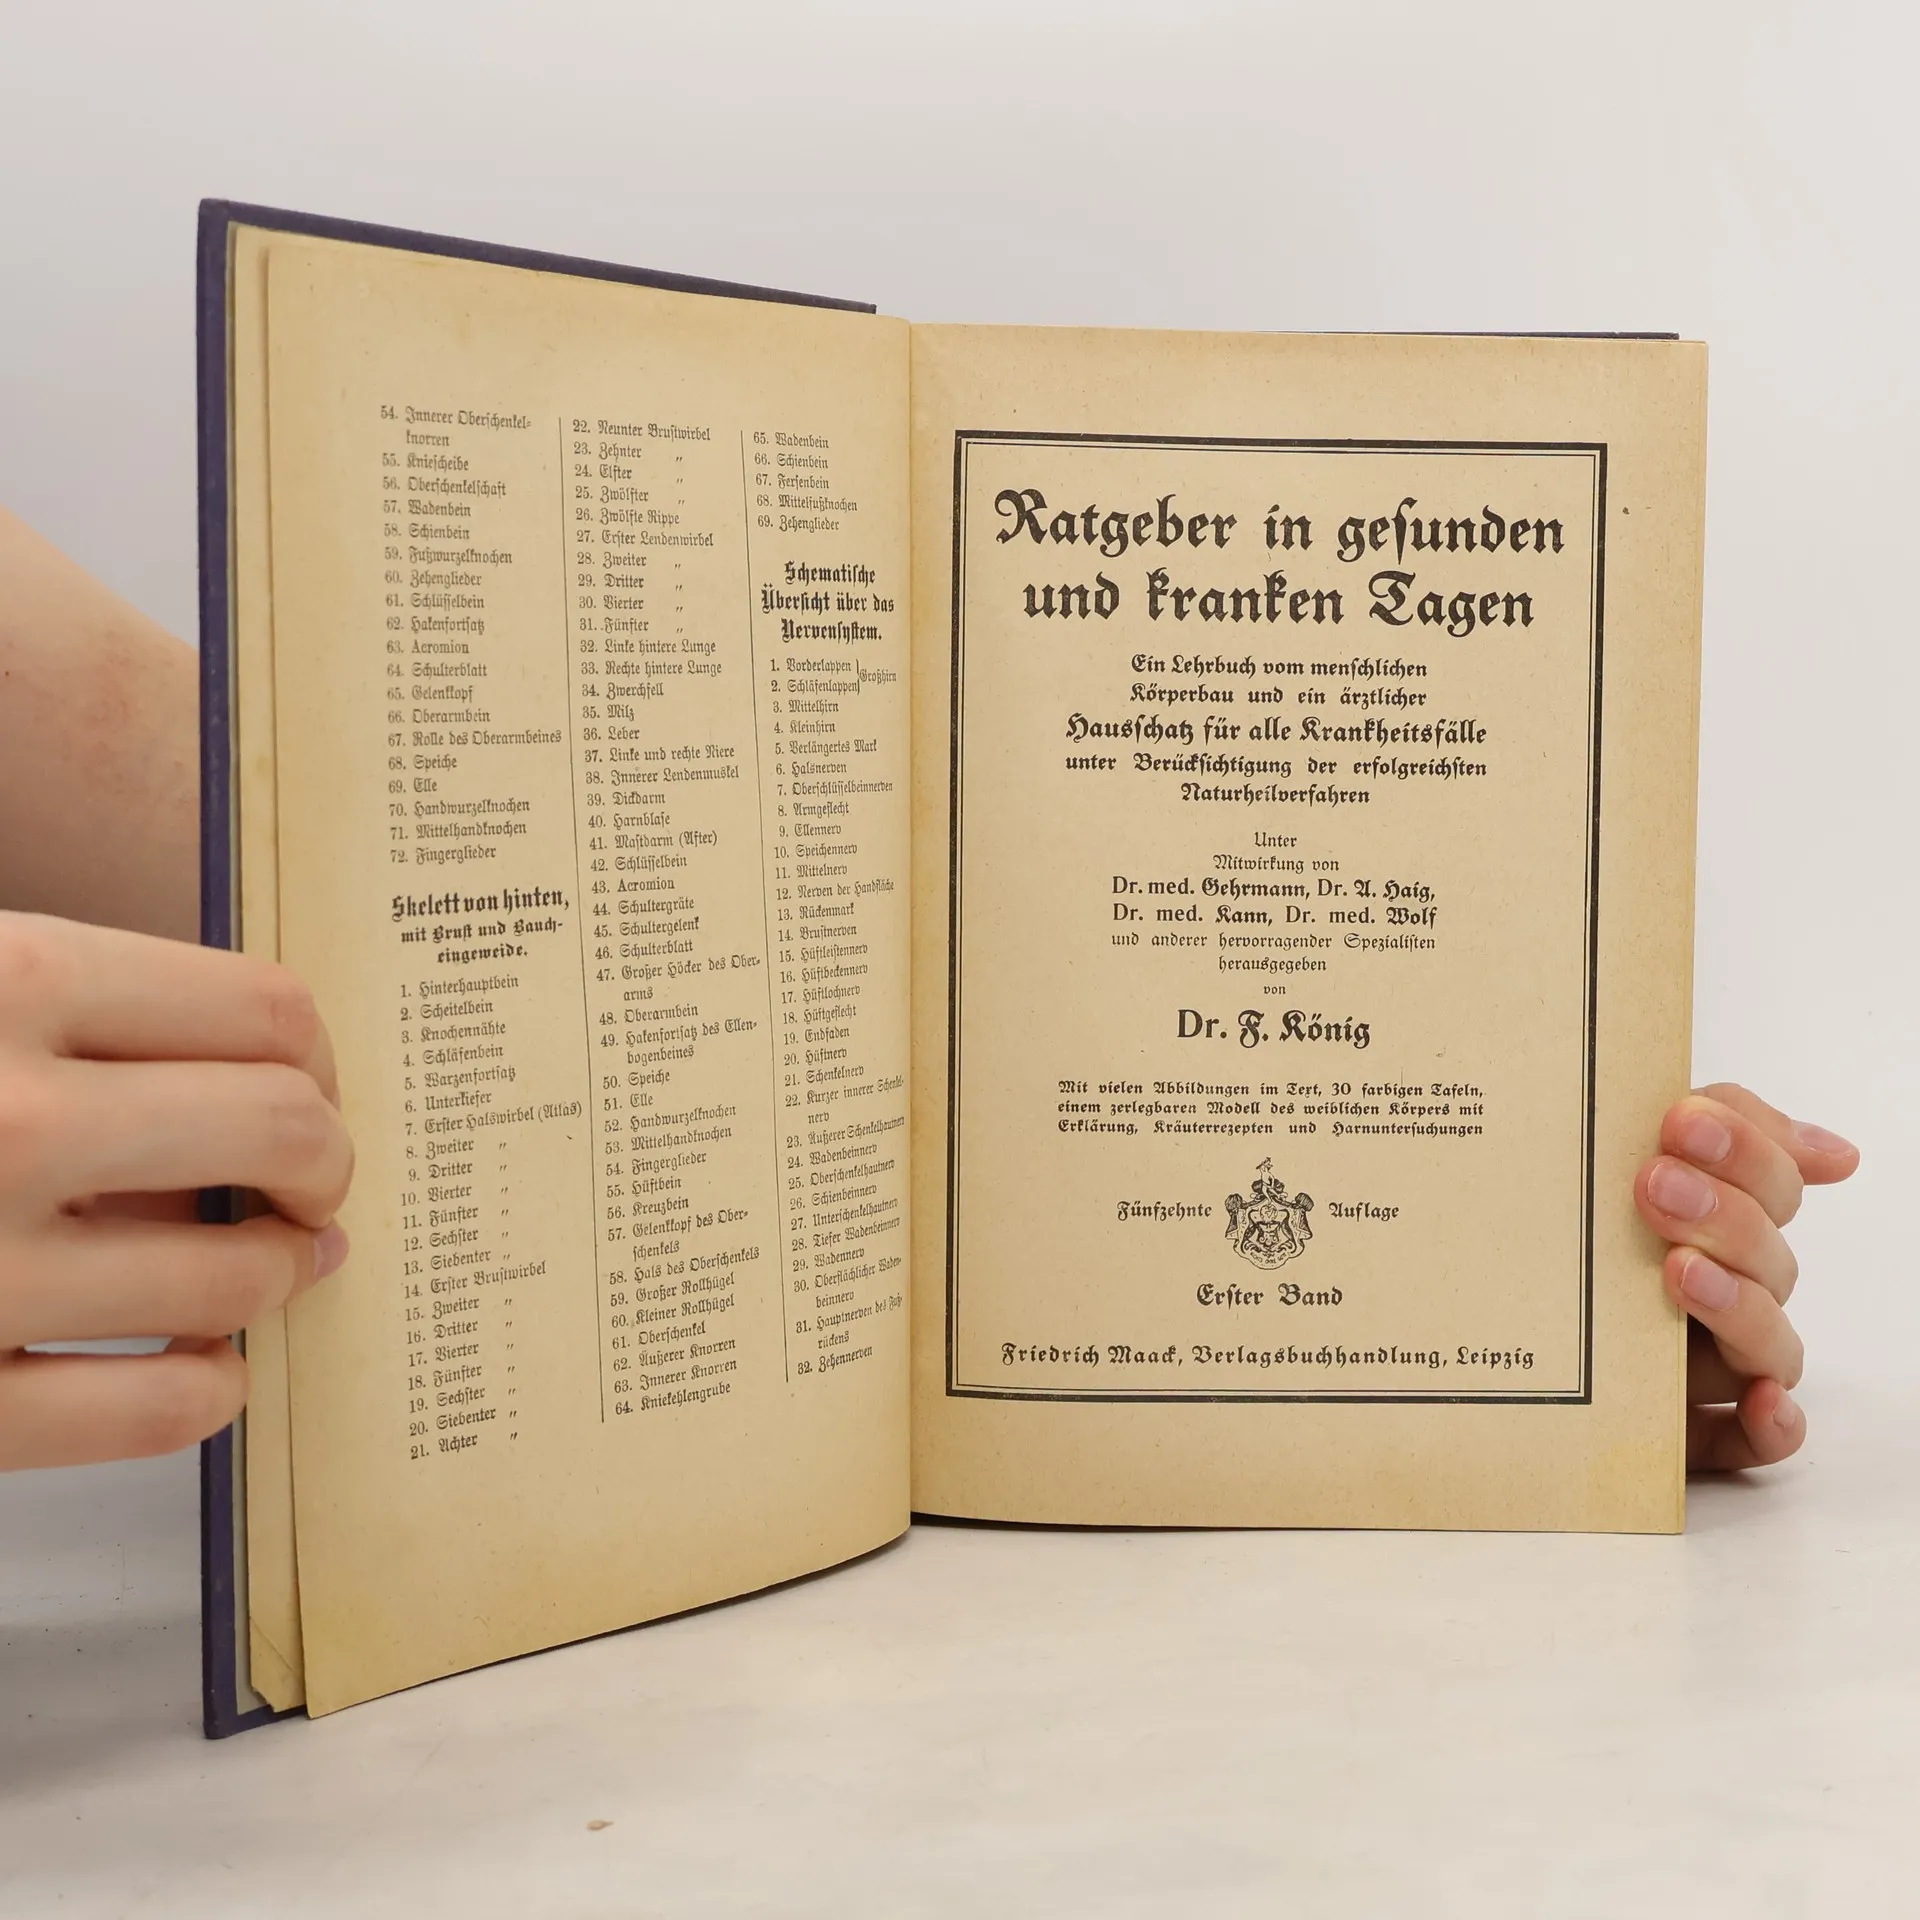 54. Innerer Oberschenkel-
knorren
55. Kniescheibe
56. Oberschenkelschaft
57. Wadenbein
58. Schienbein
59. Fußwurzelknochen
60. Zehenglieder
61. Schlüsselbein
62. Hakenfortsatz
63. Acromion
64. Schulterblatt
65. Gelenkkopf
66. Oberarmbein
67. Rolle des Oberarmbeines
68. Speiche
69. Elle
70. Handwurzelknochen
71. Mittelhandknochen
72. Fingerglieder
Skelett von hinten,
mit Brust und Bauch-
eingeweide.
1. Hinterhauptbein
2. Scheitelbein
3. Knochennähte
4. Schläfenbein
5. Warzenfortsatz
6. Unterkiefer
7. Erster Halswirbel (Atlas)
8. Zweiter "
9. Dritter "
10. Vierter "
11. Fünfter "
12. Sechster "
13. Siebenter "
14. Erster Brustwirbel
15. Zweiter "
16. Dritter "
17. Vierter "
18. Fünfter "
19. Sechster "
20. Siebenter "
21. Achter "
22. Neunter Brustwirbel
23. Zehnter "
24. Elfter "
25. Zwölfter "
26. Zwölfte Rippe
27. Erster Lendenwirbel
28. Zweiter "
29. Dritter "
30. Vierter "
31. Fünfter "
32. Linke hintere Lunge
33. Rechte hintere Lunge
34. Zwerchfell
35. Milz
36. Leber
37. Linke und rechte Niere
38. Innerer Lendenmuskel
39. Dickdarm
40. Harnblase
41. Mastdarm (After)
42. Schlüsselbein
43. Acromion
44. Schultergräte
45. Schultergelenk
46. Schulterblatt
47. Großer Höcker des Ober-
arms
48. Oberarmbein
49. Hakenfortsatz des Ellen-
bogenbeines
50. Speiche
51. Elle
52. Handwurzelknochen
53. Mittelhandknochen
54. Fingerglieder
55. Hüftbein
56. Kreuzbein
57. Gelenkkopf des Ober-
schenkels
58. Hals des Oberschenkels
59. Großer Rollhügel
60. Kleiner Rollhügel
61. Oberschenkel
62. Äußerer Knorren
63. Innerer Knorren
64. Kniekehlengrube
65. Wadenbein
66. Schienbein
67. Fersenbein
68. Mittelfußknochen
69. Zehenglieder
Schematische
Übersicht über das
Nervensystem.
1. Vorderlappen } Großhirn
2. Schläfenlappen
3. Mittelhirn
4. Kleinhirn
5. Verlängertes Mark
6. Halsnerven
7. Oberschlüsselbeinnerven
8. Armgeflecht
9. Ellennerv
10. Speichennerv
11. Mittelnerv
12. Nerven der Handfläche
13. Rückenmark
14. Brustnerven
15. Hüftleistennerv
16. Hüftbeckennerv
17. Hüftlochnerv
18. Hüftgeflecht
19. Endfaden
20. Hüftnerv
21. Schenkelnerv
22. Kurzer innerer Schenkel-
nerv
23. Äußerer Schenkelhautnerv
24. Wadenbeinnerv
25. Oberschenkelhautnerv
26. Schienbeinnerv
27. Unterschenkelhautnerv
28. Tiefer Wadenbeinnerv
29. Wadennerv
30. Oberflächlicher Waden-
beinnerv
31. Hauptnerven des Fuß-
rückens
32. Zehennerven
Ratgeber in gesunden
und kranken Tagen
Ein Lehrbuch vom menschlichen
Körperbau und ein ärztlicher
Hausschatz für alle Krankheitsfälle
unter Berücksichtigung der erfolgreichsten
Naturheilverfahren
Unter
Mitwirkung von
Dr. med. Gehrmann, Dr. A. Haig,
Dr. med. Kann, Dr. med. Wolf
und anderer hervorragender Spezialisten
herausgegeben
von
Dr. F. König
Mit vielen Abbildungen im Text, 30 farbigen Tafeln,
einem zerlegbaren Modell des weiblichen Körpers mit
Erklärung, Kräuterrezepten und Harnuntersuchungen
Fünfzehnte Auflage
Erster Band
Friedrich Maack, Verlagsbuchhandlung, Leipzig